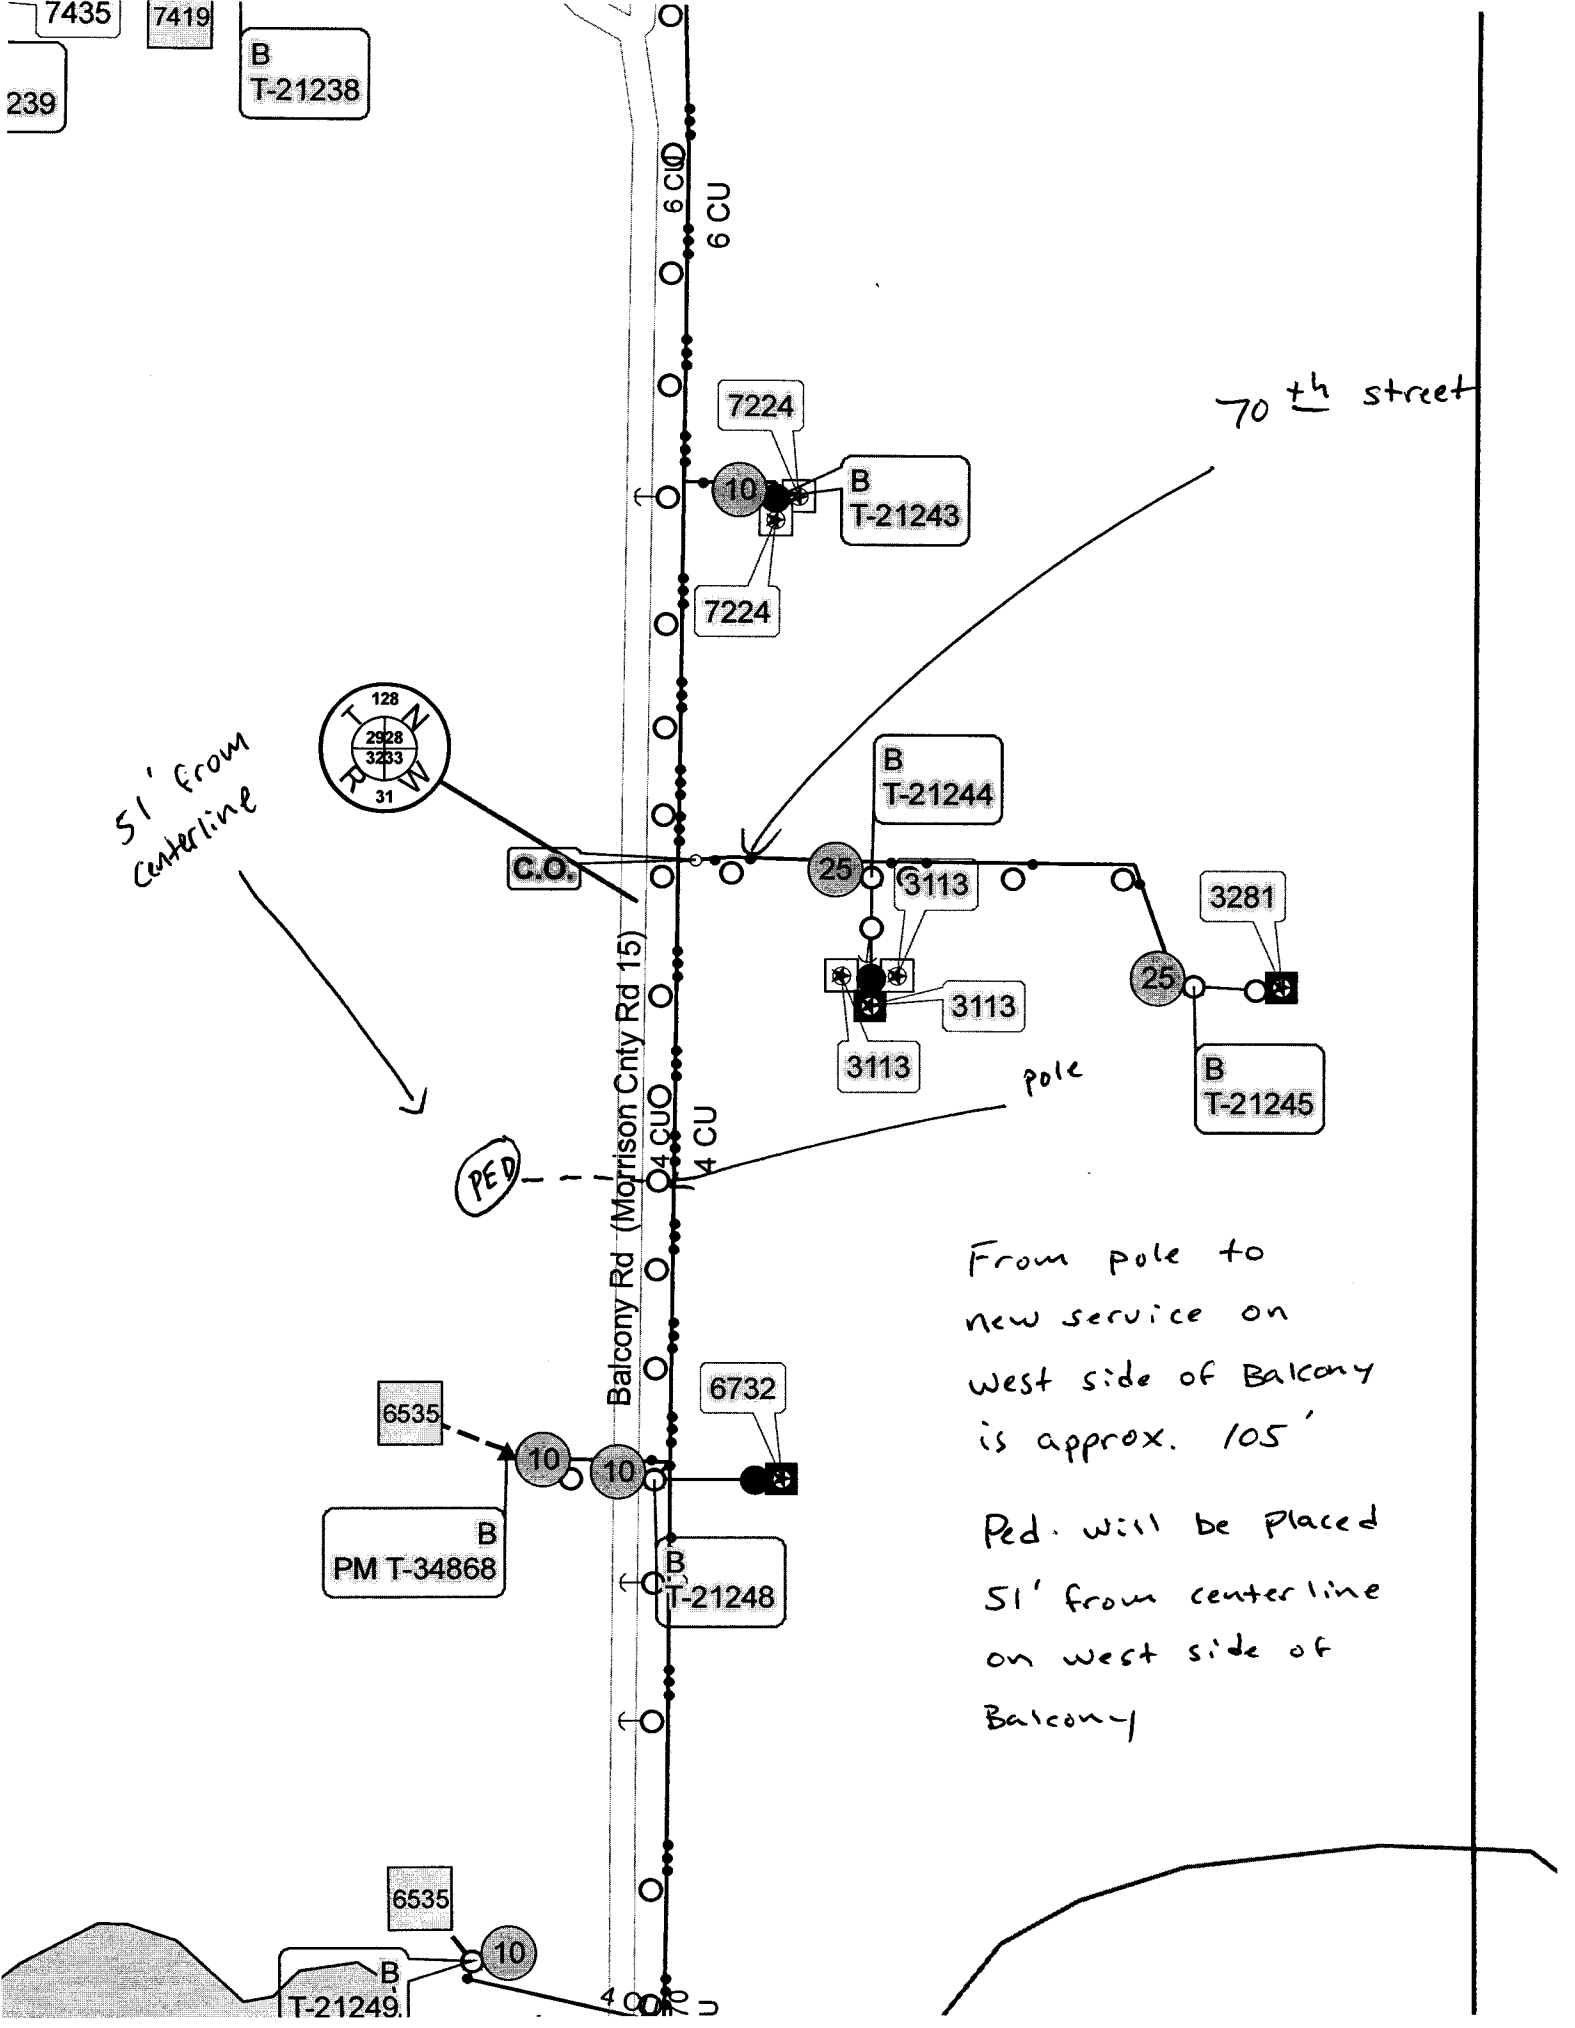 7435
7419
B
T-21238
239
6 CU
6 CU
7224
10
B
T-21243
7224
70 th street
128
T N
2928
3233
R W
31
51' from
centerline
C.O.
B
T-21244
25
3113
3281
25
3113
3113
B
T-21245
pole
Balcony Rd (Morrison Cnty Rd 15)
4 CU
4 CU
PED
From pole to
new service on
west side of Balcony
is approx. 105'
6535
6732
10
10
B
PM T-34868
B
T-21248
Ped. will be placed
51' from centerline
on west side of
Balcony
6535
10
B
T-21249
4
U